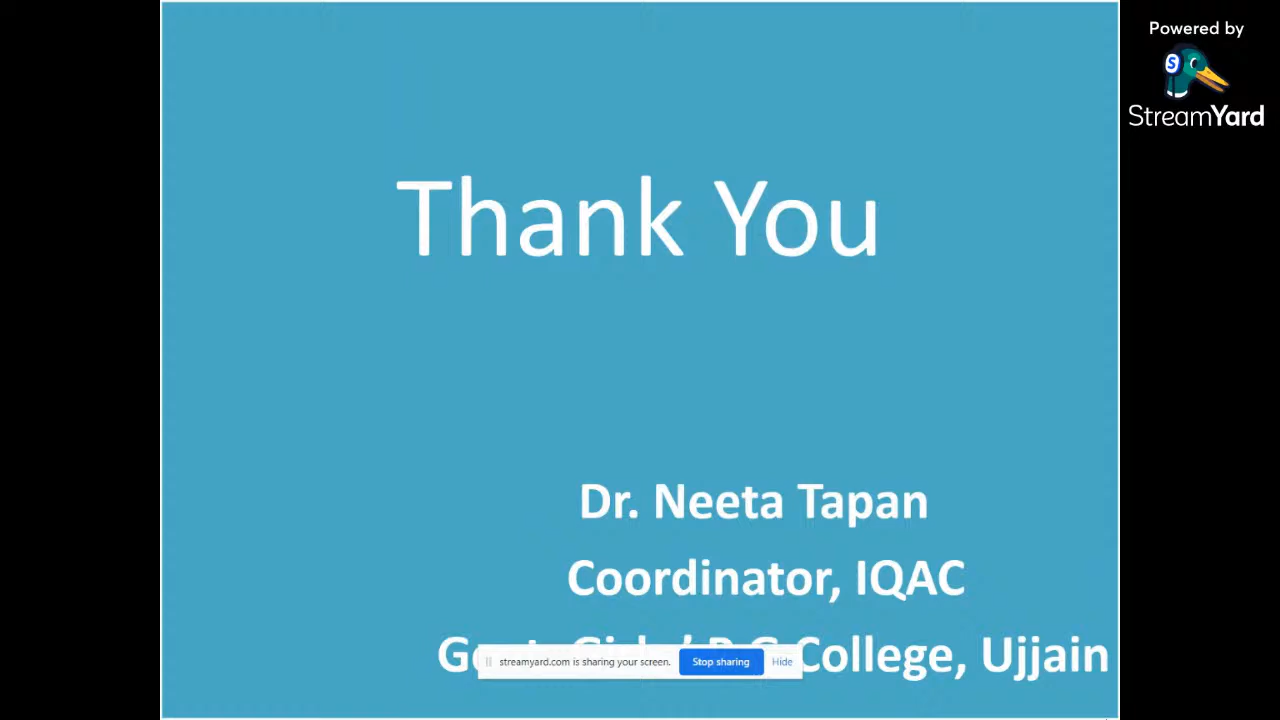 Powered by
StreamYard
Thank You
Dr. Neeta Tapan
Coordinator, IQAC
College, Ujjain
streamyard.com is sharing your screen. Stop sharing Hide